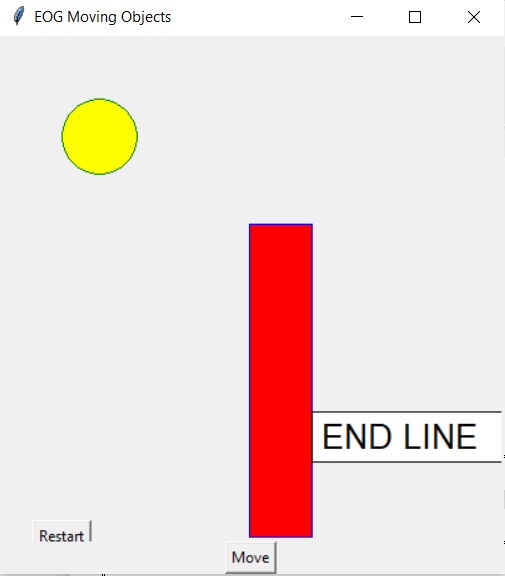 EOG Moving Objects
END LINE
Restart
Move